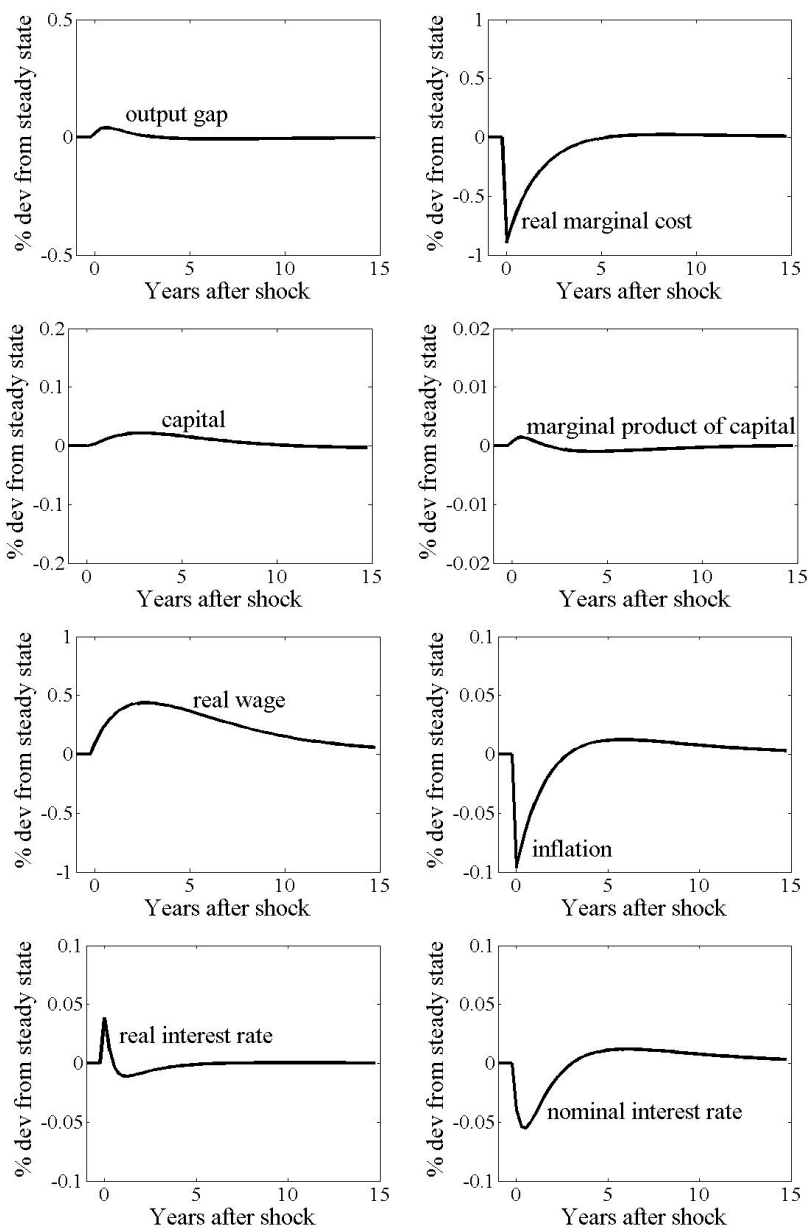 % dev from steady state
0.5
0
-0.5
output gap
0 5 10 15
Years after shock
% dev from steady state
1
0.5
0
-0.5
-1
real marginal cost
0 5 10 15
Years after shock
% dev from steady state
0.2
0.1
0
-0.1
-0.2
capital
0 5 10 15
Years after shock
% dev from steady state
0.02
0.01
0
-0.01
-0.02
marginal product of capital
0 5 10 15
Years after shock
% dev from steady state
1
0.5
0
-0.5
-1
real wage
0 5 10 15
Years after shock
% dev from steady state
0.1
0.05
0
-0.05
-0.1
inflation
0 5 10 15
Years after shock
% dev from steady state
0.1
0.05
0
-0.05
-0.1
real interest rate
0 5 10 15
Years after shock
% dev from steady state
0.1
0.05
0
-0.05
-0.1
nominal interest rate
0 5 10 15
Years after shock